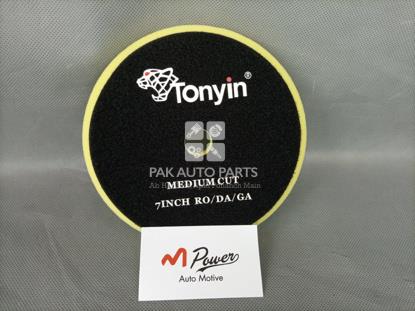 Tonyin®
PAK AUTO PARTS
MEDIUM CUT
7INCH RO/DA/GA
M Power
Auto Motive